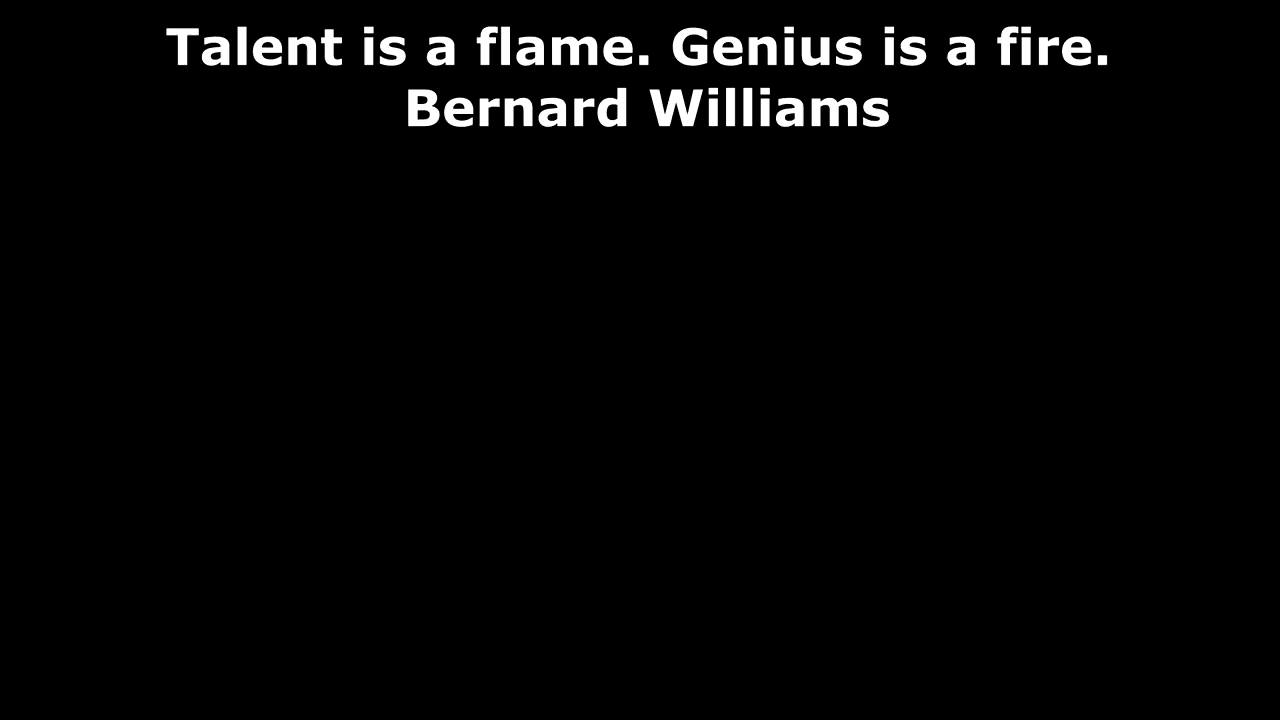 Talent is a flame. Genius is a fire.
Bernard Williams